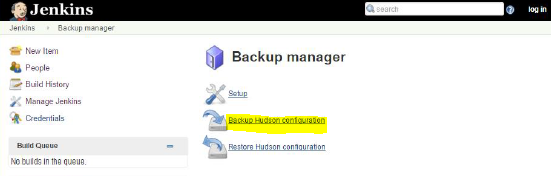 Jenkins
search
log in
Jenkins
Backup manager
New Item
People
Build History
Manage Jenkins
Credentials
Build Queue
No builds in the queue.
Backup manager
Setup
Backup Hudson configuration
Restore Hudson configuration